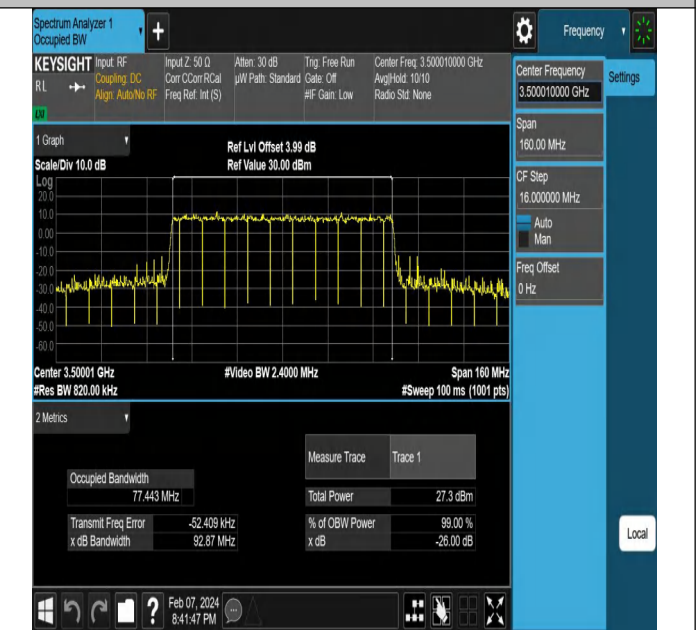 Spectrum Analyzer 1
Occupied BW
Frequency
KEYSIGHT
RL
LXI
Input: RF
Coupling: DC
Align: Auto/No RF
Input Z: 50 Ω
Corr CCorr RCal
Freq Ref: Int (S)
Atten: 30 dB
µW Path: Standard
Trig: Free Run
Gate: Off
#IF Gain: Low
Center Freq: 3.500010000 GHz
Avg|Hold: 10/10
Radio Std: None
Center Frequency
3.500010000 GHz
Settings
Span
160.00 MHz
CF Step
16.000000 MHz
Auto
Man
Freq Offset
0 Hz
Local
1 Graph
Scale/Div 10.0 dB
Ref Lvl Offset 3.99 dB
Ref Value 30.00 dBm
Log
20.0
10.0
0.00
-10.0
-20.0
-30.0
-40.0
-50.0
-60.0
Center 3.50001 GHz
#Res BW 820.00 kHz
#Video BW 2.4000 MHz
Span 160 MHz
#Sweep 100 ms (1001 pts)
2 Metrics
Measure Trace Trace 1
Occupied Bandwidth
77.443 MHz
Total Power 27.3 dBm
Transmit Freq Error -52.409 kHz
% of OBW Power 99.00 %
x dB Bandwidth 92.87 MHz
x dB -26.00 dB
Feb 07, 2024
8:41:47 PM